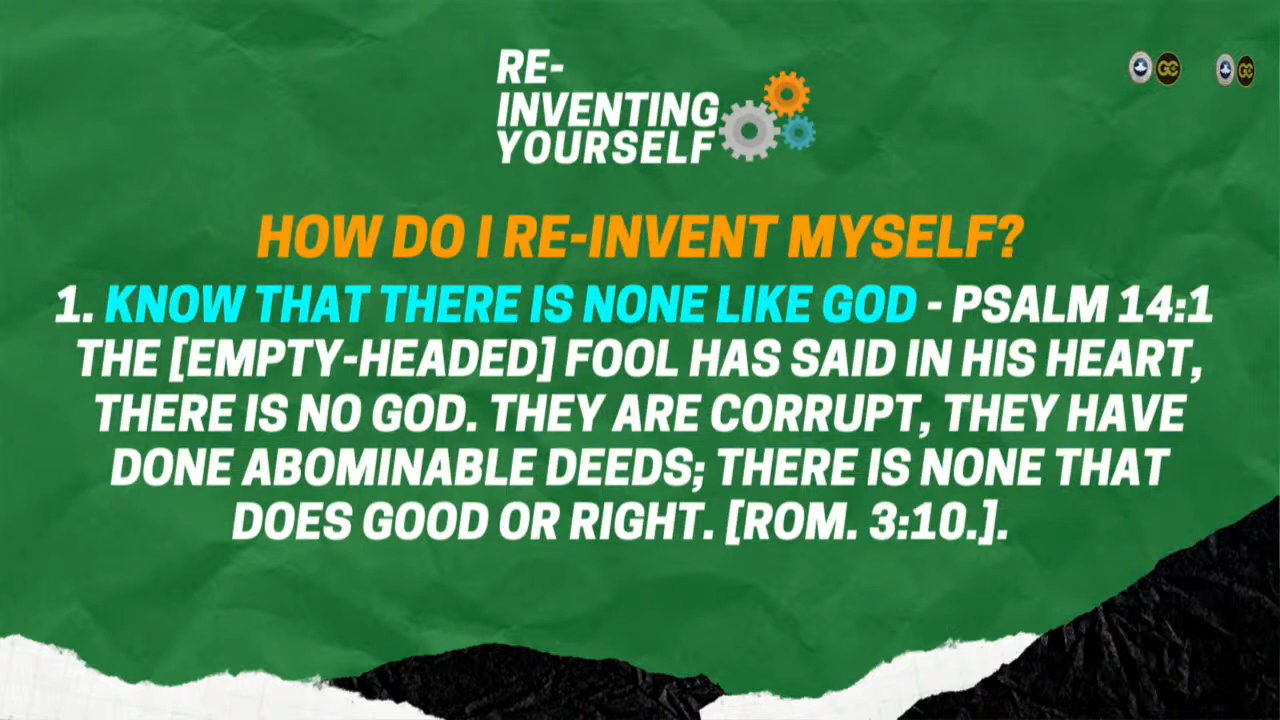 RE-
INVENTING
YOURSELF
GC
GC
HOW DO I RE-INVENT MYSELF?
1. KNOW THAT THERE IS NONE LIKE GOD - PSALM 14:1
THE [EMPTY-HEADED] FOOL HAS SAID IN HIS HEART,
THERE IS NO GOD. THEY ARE CORRUPT, THEY HAVE
DONE ABOMINABLE DEEDS; THERE IS NONE THAT
DOES GOOD OR RIGHT. [ROM. 3:10.].